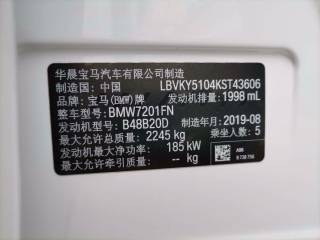 华晨宝马汽车有限公司制造
制造国：中国 LBVKY5104KST43606
品牌：宝马(BMW)牌 发动机排量：1998 mL
整车型号：BMW7201FN
发动机型号：B48B20D 制造年月：2019-08
最大允许总质量：2245 kg 乘坐人数：5
发动机最大净功率：185 kW
最大允许牵引质量：-- kg